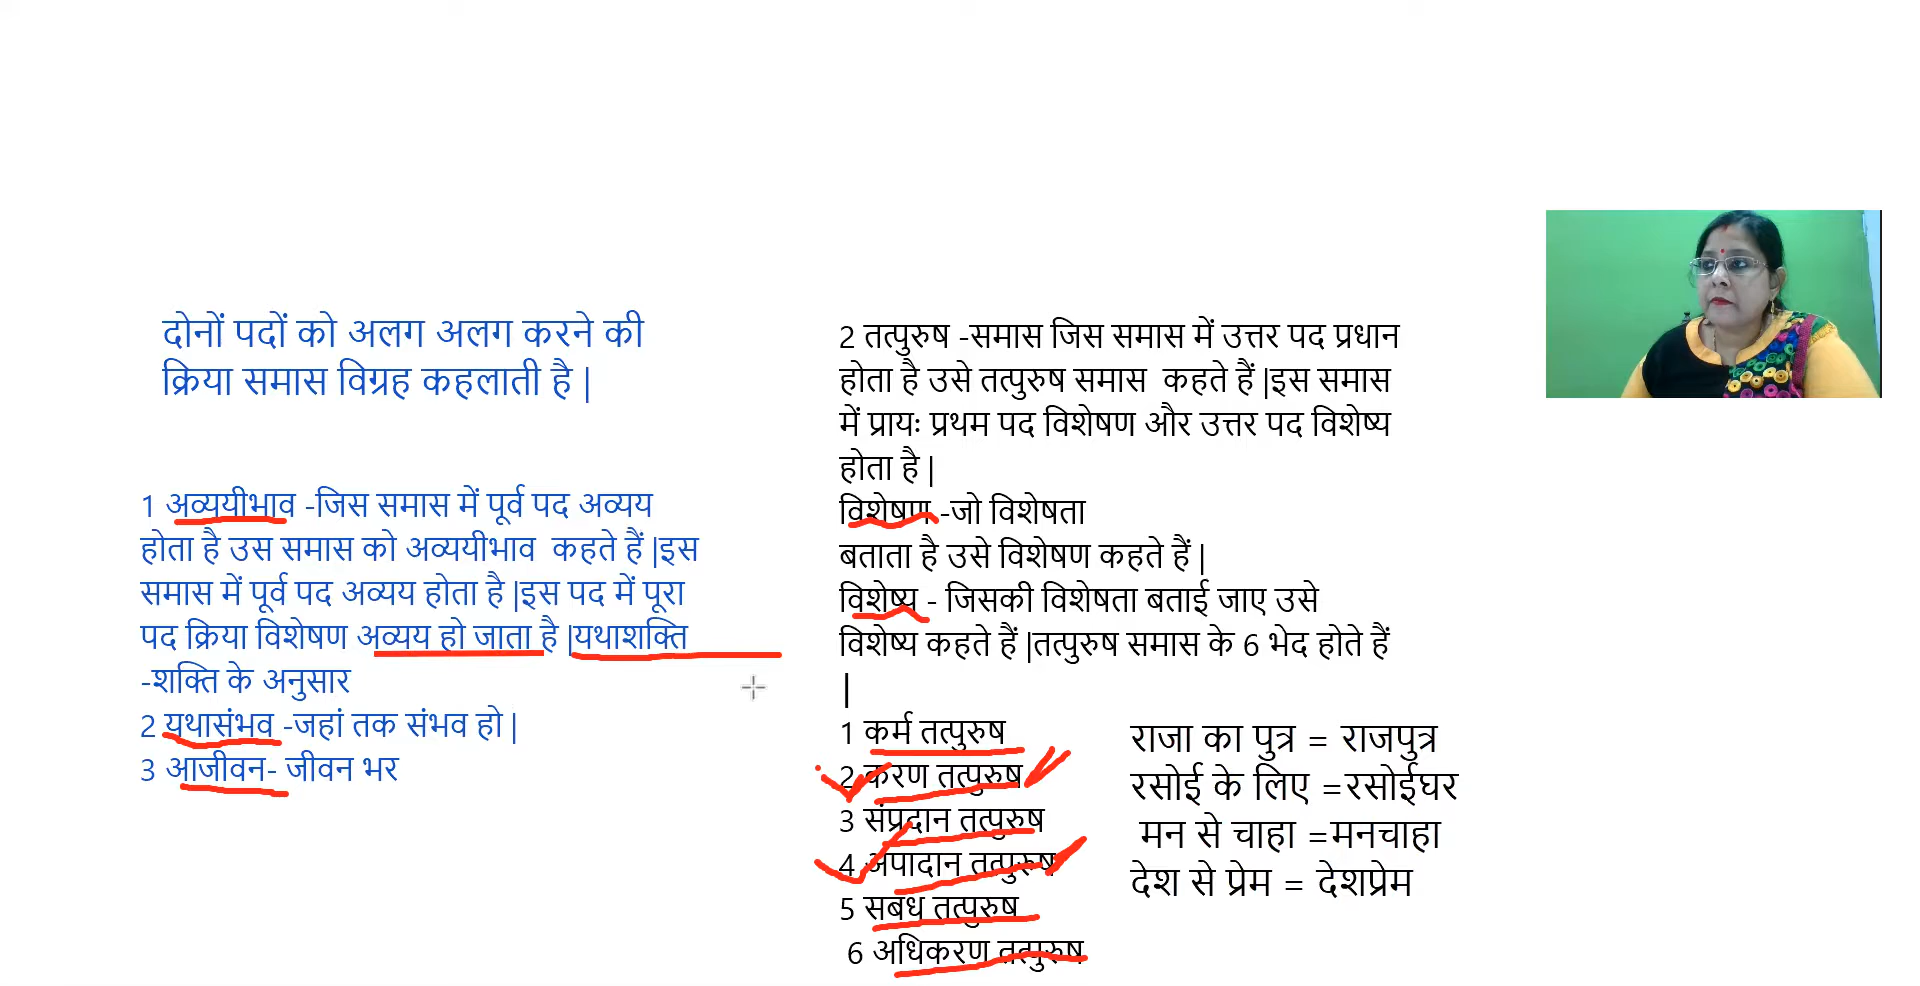 दोनों पदों को अलग अलग करने की
क्रिया समास विग्रह कहलाती है |
1 अव्ययीभाव -जिस समास में पूर्व पद अव्यय
होता है उस समास को अव्ययीभाव कहते हैं |इस
समास में पूर्व पद अव्यय होता है |इस पद में पूरा
पद क्रिया विशेषण अव्यय हो जाता है |यथाशक्ति
-शक्ति के अनुसार
2 यथासंभव -जहां तक संभव हो |
3 आजीवन- जीवन भर
2 तत्पुरुष -समास जिस समास में उत्तर पद प्रधान
होता है उसे तत्पुरुष समास कहते हैं |इस समास
में प्रायः प्रथम पद विशेषण और उत्तर पद विशेष्य
होता है |
विशेषण -जो विशेषता
बताता है उसे विशेषण कहते हैं |
विशेष्य - जिसकी विशेषता बताई जाए उसे
विशेष्य कहते हैं |तत्पुरुष समास के 6 भेद होते हैं
|
1 कर्म तत्पुरुष
2 करण तत्पुरुष
3 संप्रदान तत्पुरुष
4 अपादान तत्पुरुष
5 सबंध तत्पुरुष
6 अधिकरण तत्पुरुष
राजा का पुत्र = राजपुत्र
रसोई के लिए =रसोईघर
मन से चाहा =मनचाहा
देश से प्रेम = देशप्रेम